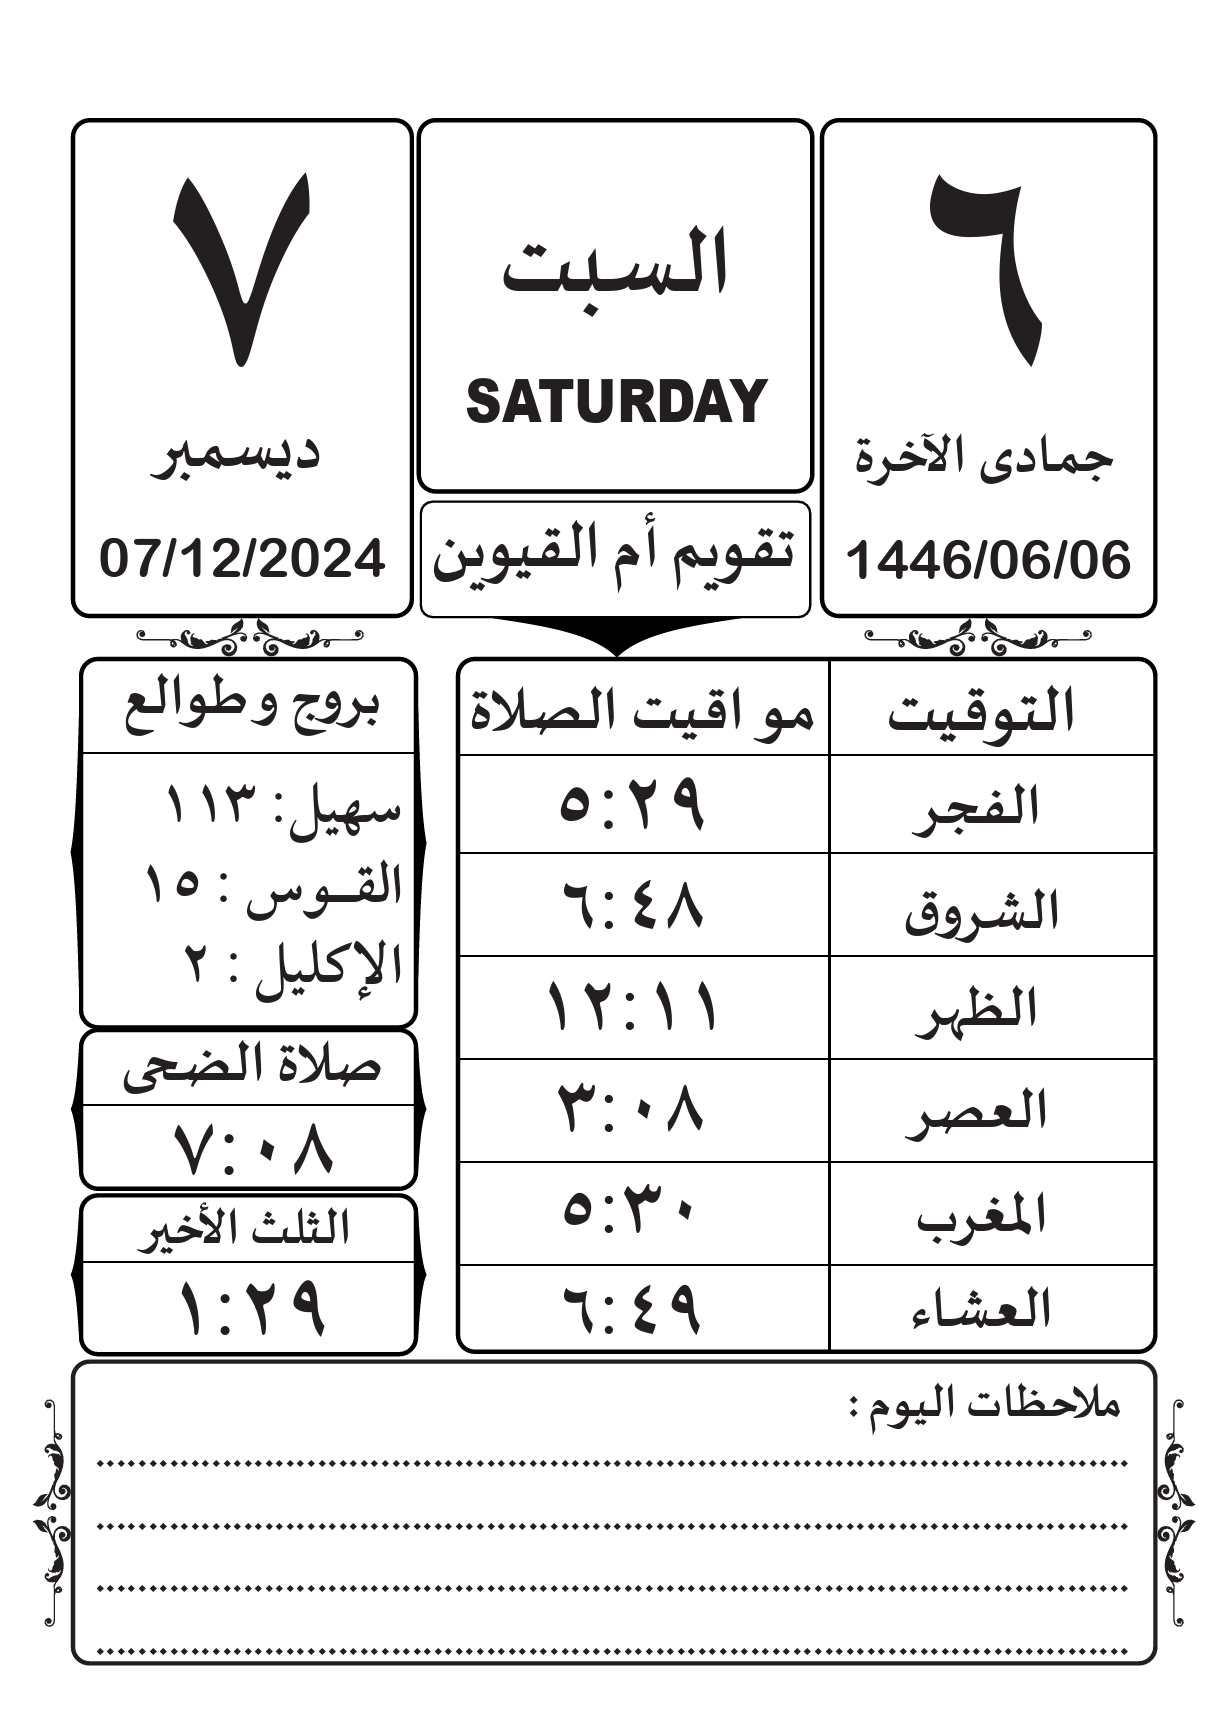 ٦
جمادى الآخرة
1446/06/06
السبت
SATURDAY
٧
ديسمبر
07/12/2024
تقويم أم القيوين
التوقيت مو اقيت الصلاة
الفجر ٥:٢٩
الشروق ٦:٤٨
الظهر ١٢:١١
العصر ٣:٠٨
المغرب ٥:٣٠
العشاء ٦:٤٩
بروج وطوالع
سهيل: ١١٣
القـوس : ١٥
الإكليل : ٢
صلاة الضحى
٧:٠٨
الثلث الأخير
١:٢٩
ملاحظات اليوم :